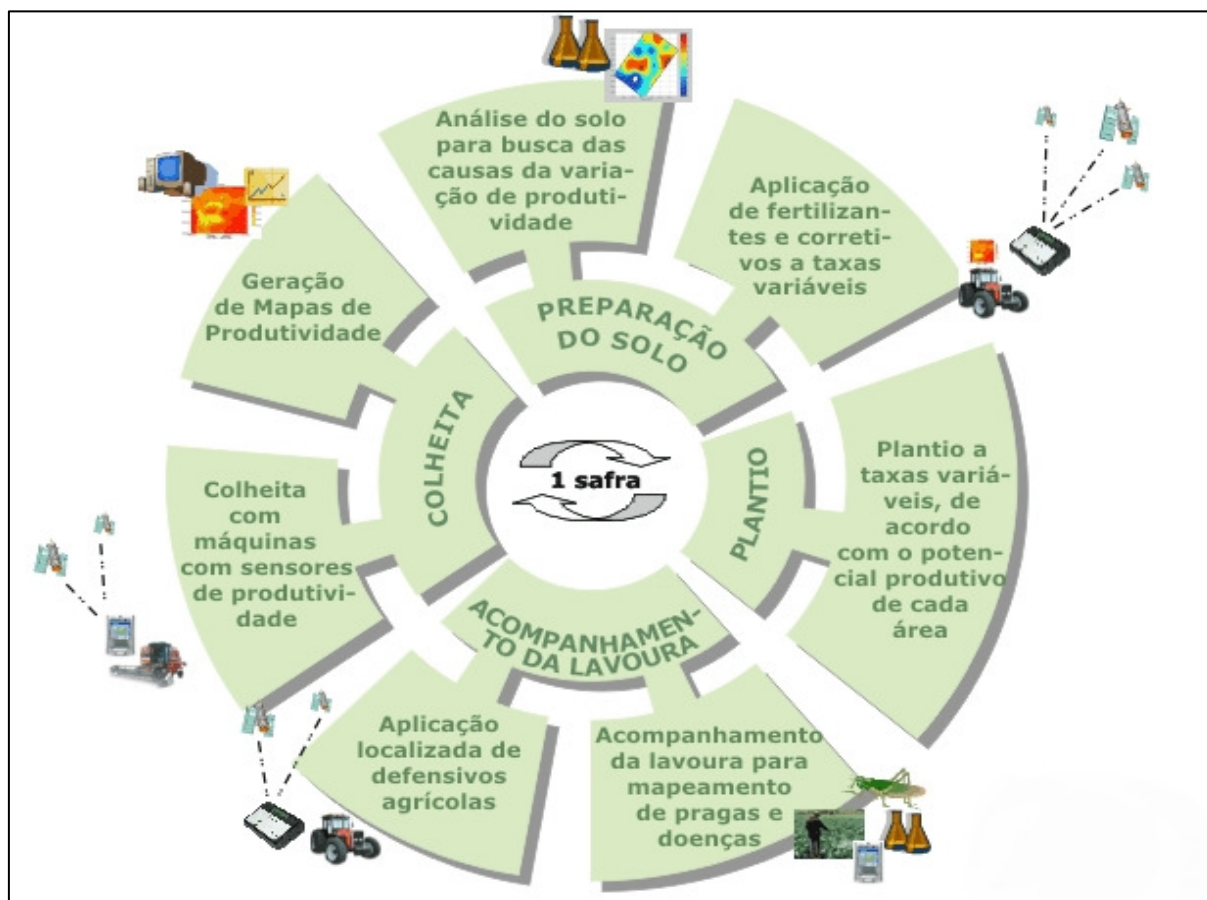 Análise do solo
para busca das
causas da varia-
ção de produti-
vidade
Aplicação
de fertilizan-
tes e correti-
vos a taxas
variáveis
PREPARAÇÃO
DO SOLO
Geração
de Mapas de
Produtividade
COLHEITA
1 safra
PLANTIO
Plantio a
taxas variá-
veis, de
acordo
com o poten-
cial produtivo
de cada
área
Colheita
com
máquinas
com sensores
de produtivi-
dade
ACOMPANHAMEN-
TO DA LAVOURA
Aplicação
localizada de
defensivos
agrícolas
Acompanhamento
da lavoura para
mapeamento
de pragas e
doenças